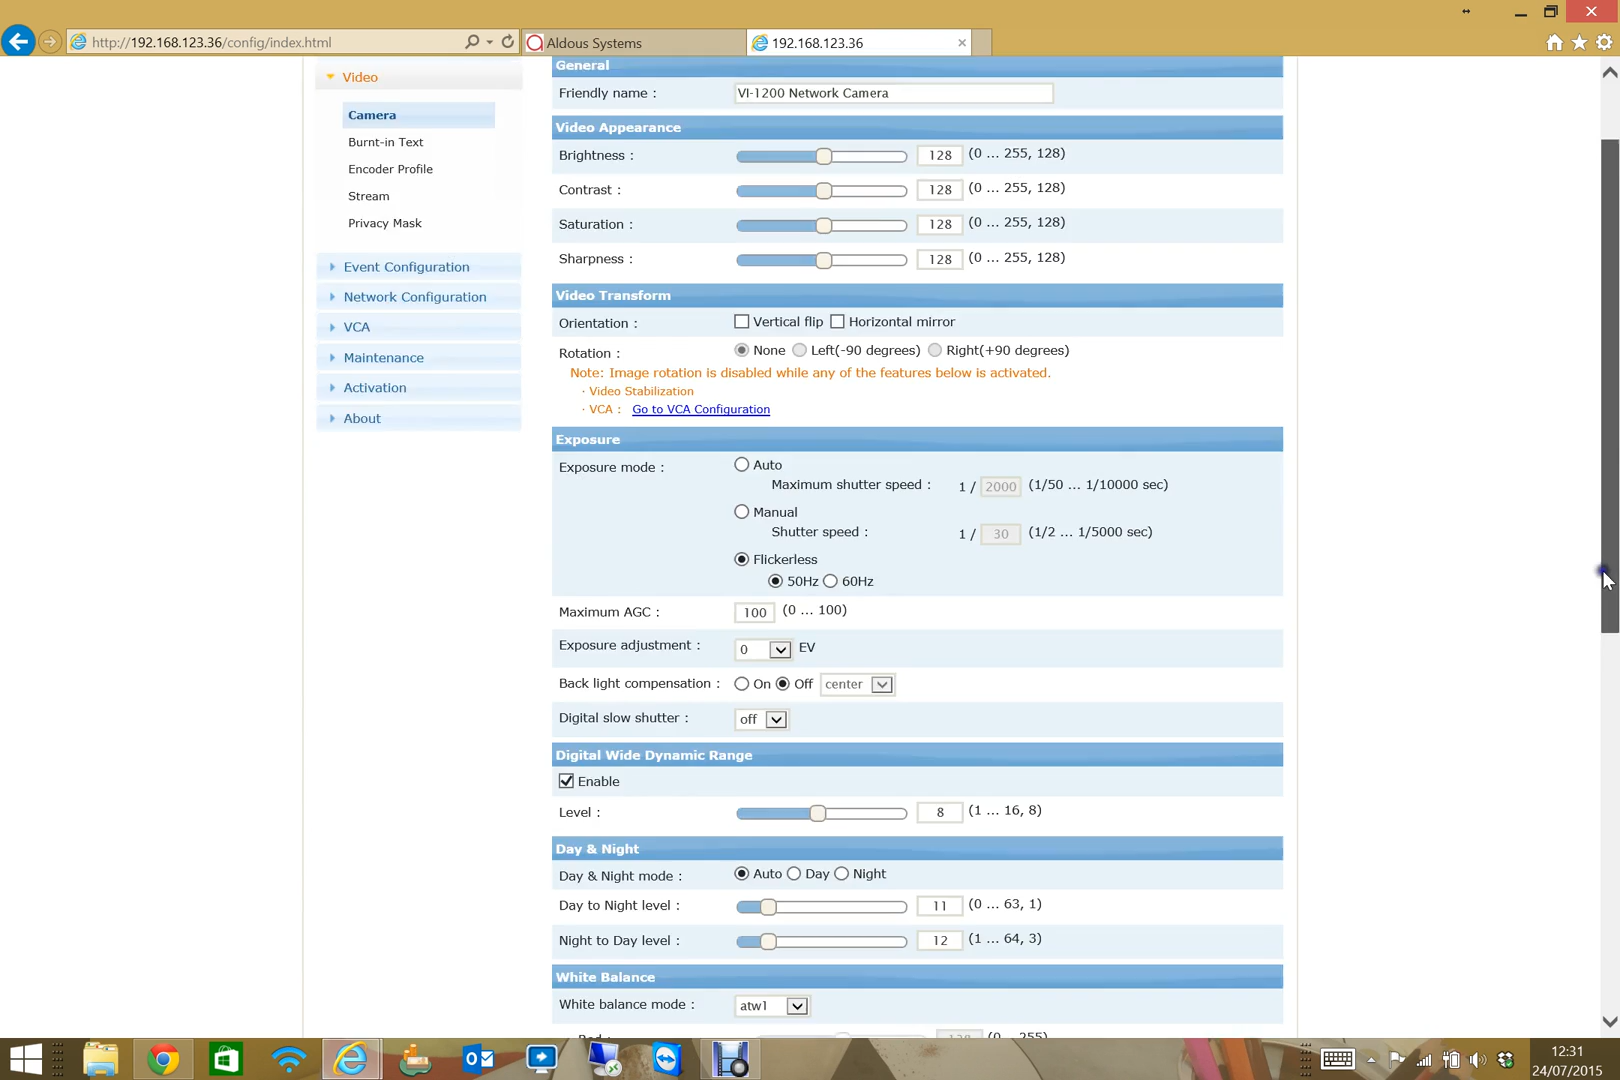 http://192.168.123.36/config/index.html
Aldous Systems
192.168.123.36
Video
Camera
Burnt-in Text
Encoder Profile
Stream
Privacy Mask
Event Configuration
Network Configuration
VCA
Maintenance
Activation
About
General
Friendly name : VI-1200 Network Camera
Video Appearance
Brightness : 128 (0 ... 255, 128)
Contrast : 128 (0 ... 255, 128)
Saturation : 128 (0 ... 255, 128)
Sharpness : 128 (0 ... 255, 128)
Video Transform
Orientation : Vertical flip Horizontal mirror
Rotation : None Left(-90 degrees) Right(+90 degrees)
Note: Image rotation is disabled while any of the features below is activated.
· Video Stabilization
· VCA : Go to VCA Configuration
Exposure
Exposure mode : Auto
Maximum shutter speed : 1 / 2000 (1/50 ... 1/10000 sec)
Manual
Shutter speed : 1 / 30 (1/2 ... 1/5000 sec)
Flickerless
50Hz 60Hz
Maximum AGC : 100 (0 ... 100)
Exposure adjustment : 0 EV
Back light compensation : On Off center
Digital slow shutter : off
Digital Wide Dynamic Range
Enable
Level : 8 (1 ... 16, 8)
Day & Night
Day & Night mode : Auto Day Night
Day to Night level : 11 (0 ... 63, 1)
Night to Day level : 12 (1 ... 64, 3)
White Balance
White balance mode : atw1
12:31
24/07/2015